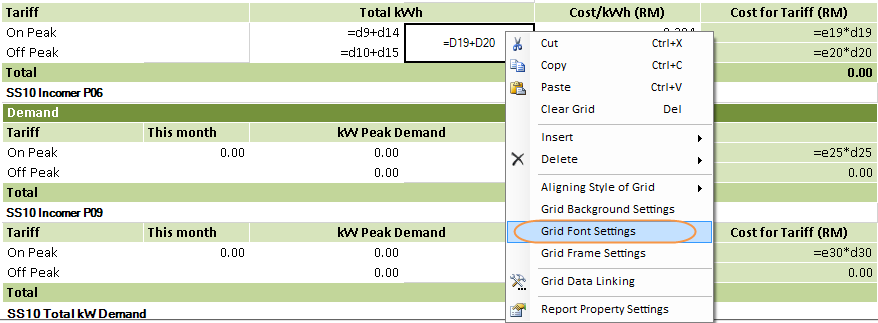 Tariff Total kWh Cost/kWh (RM) Cost for Tariff (RM)
On Peak =d9+d14 =e19*d19
=D19+D20
Off Peak =d10+d15 =e20*d20
Total 0.00
SS10 Incomer P06
Demand
Tariff This month kW Peak Demand
On Peak 0.00 0.00 =e25*d25
Off Peak 0.00 0.00
Total
SS10 Incomer P09
Tariff This month kW Peak Demand Cost for Tariff (RM)
On Peak 0.00 0.00 =e30*d30
Off Peak 0.00 0.00
Total
SS10 Total kW Demand
Cut Ctrl+X
Copy Ctrl+C
Paste Ctrl+V
Clear Grid Del
Insert
Delete
Aligning Style of Grid
Grid Background Settings
Grid Font Settings
Grid Frame Settings
Grid Data Linking
Report Property Settings